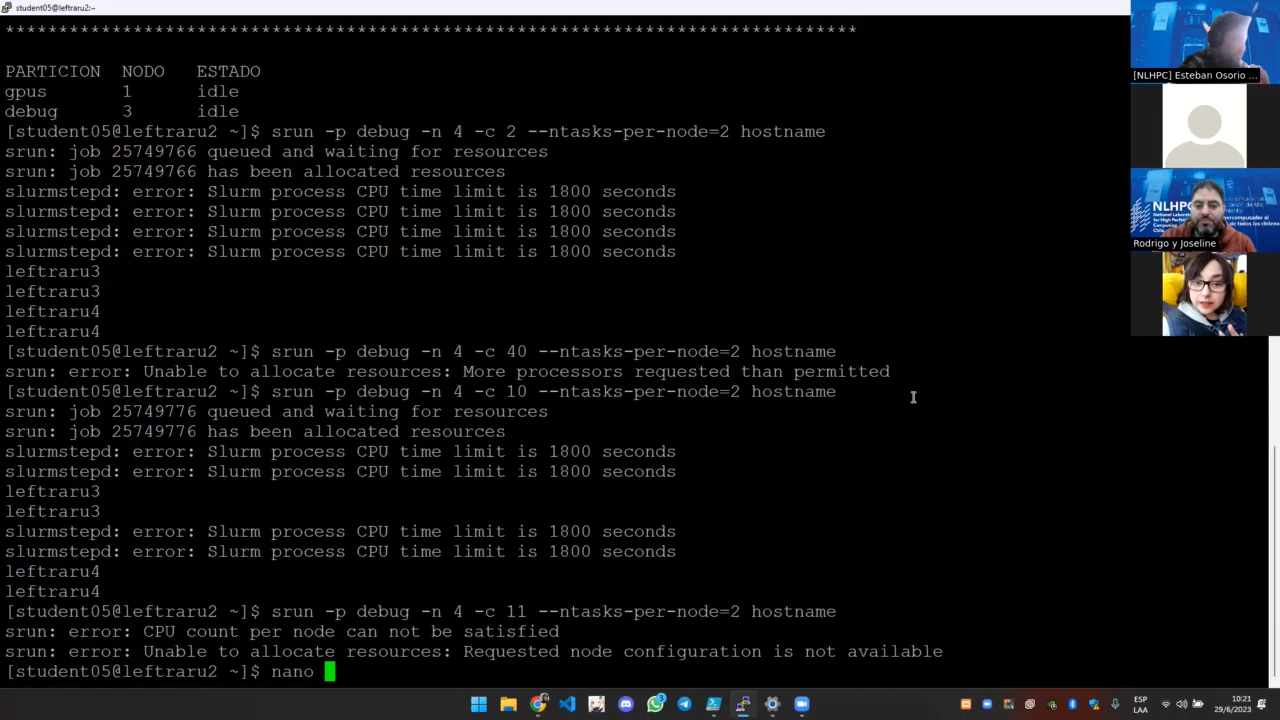 student05@leftraru2:~
********************************************************************************
PARTICION NODO ESTADO
gpus 1 idle
debug 3 idle
[student05@leftraru2 ~]$ srun -p debug -n 4 -c 2 --ntasks-per-node=2 hostname
srun: job 25749766 queued and waiting for resources
srun: job 25749766 has been allocated resources
slurmstepd: error: Slurm process CPU time limit is 1800 seconds
slurmstepd: error: Slurm process CPU time limit is 1800 seconds
slurmstepd: error: Slurm process CPU time limit is 1800 seconds
slurmstepd: error: Slurm process CPU time limit is 1800 seconds
leftraru3
leftraru3
leftraru4
leftraru4
[student05@leftraru2 ~]$ srun -p debug -n 4 -c 40 --ntasks-per-node=2 hostname
srun: error: Unable to allocate resources: More processors requested than permitted
[student05@leftraru2 ~]$ srun -p debug -n 4 -c 10 --ntasks-per-node=2 hostname
srun: job 25749776 queued and waiting for resources
srun: job 25749776 has been allocated resources
slurmstepd: error: Slurm process CPU time limit is 1800 seconds
slurmstepd: error: Slurm process CPU time limit is 1800 seconds
leftraru3
leftraru3
slurmstepd: error: Slurm process CPU time limit is 1800 seconds
slurmstepd: error: Slurm process CPU time limit is 1800 seconds
leftraru4
leftraru4
[student05@leftraru2 ~]$ srun -p debug -n 4 -c 11 --ntasks-per-node=2 hostname
srun: error: CPU count per node can not be satisfied
srun: error: Unable to allocate resources: Requested node configuration is not available
[student05@leftraru2 ~]$ nano
[NLHPC] Esteban Osorio ...
NLHPC
National Laboratory
for High Perfor
Computing
Chile
Rodrigo y Joseline
ESP
LAA
10:21
29/6/2023